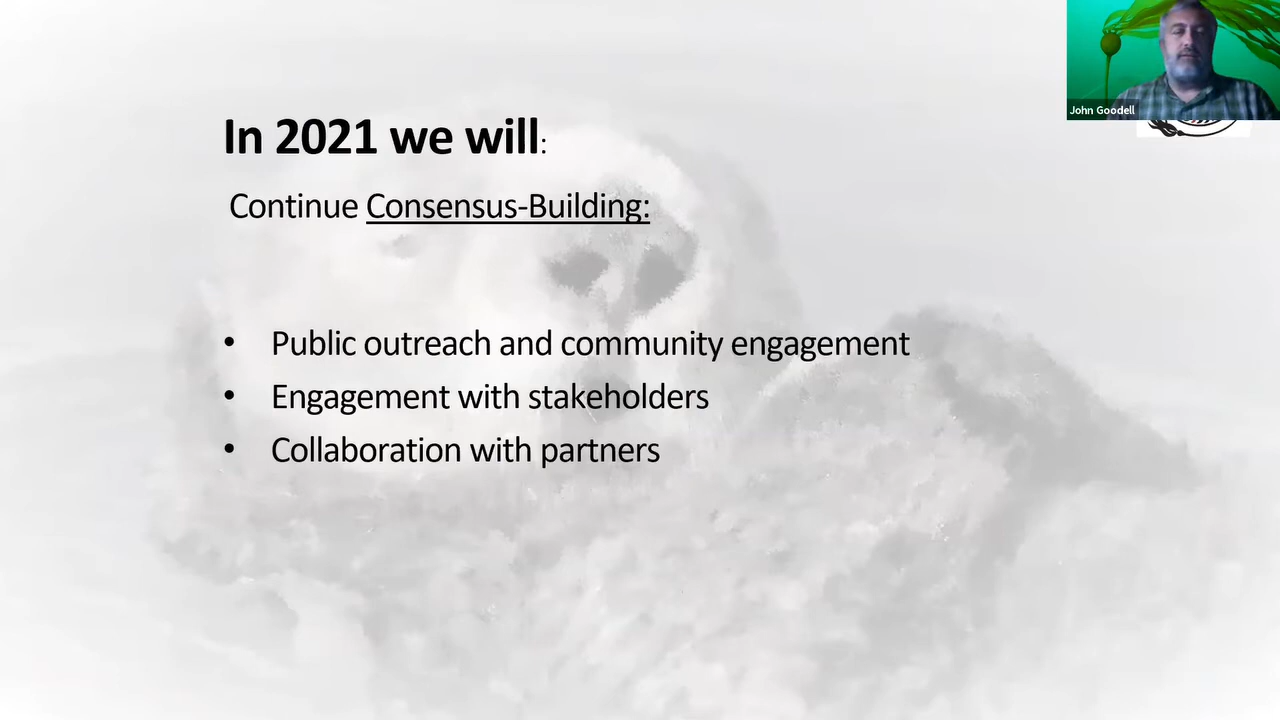 In 2021 we will:
Continue Consensus-Building:
• Public outreach and community engagement
• Engagement with stakeholders
• Collaboration with partners
John Goodell